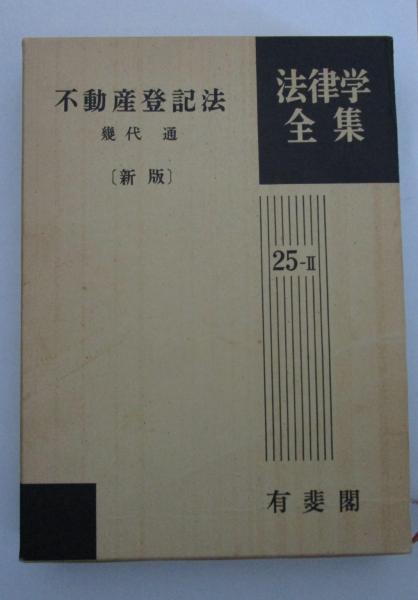 不動産登記法
幾代 通
〔新版〕
法律学
全集
25-II
有斐閣